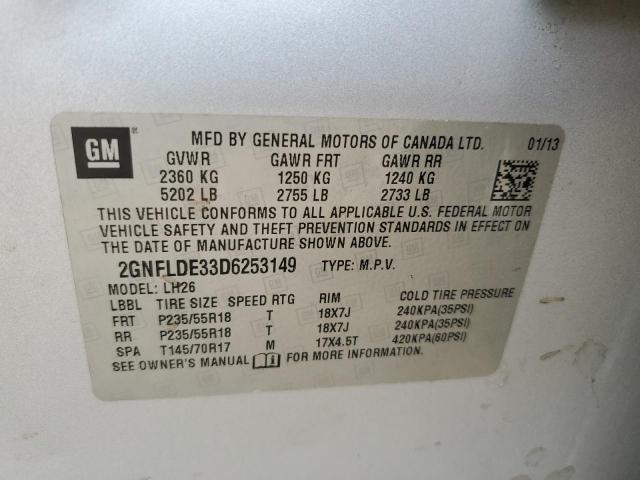 GM®
MFD BY GENERAL MOTORS OF CANADA LTD. 01/13
GVWR GAWR FRT GAWR RR
2360 KG 1250 KG 1240 KG
5202 LB 2755 LB 2733 LB
THIS VEHICLE CONFORMS TO ALL APPLICABLE U.S. FEDERAL MOTOR
VEHICLE SAFETY AND THEFT PREVENTION STANDARDS IN EFFECT ON
THE DATE OF MANUFACTURE SHOWN ABOVE.
2GNFLDE33D6253149 TYPE: M.P.V.
MODEL: LH26
LBBL TIRE SIZE SPEED RTG RIM COLD TIRE PRESSURE
FRT P235/55R18 T 18X7J 240KPA(35PSI)
RR P235/55R18 T 18X7J 240KPA(35PSI)
SPA T145/70R17 M 17X4.5T 420KPA(60PSI)
SEE OWNER'S MANUAL FOR ADDITIONAL INFORMATION.